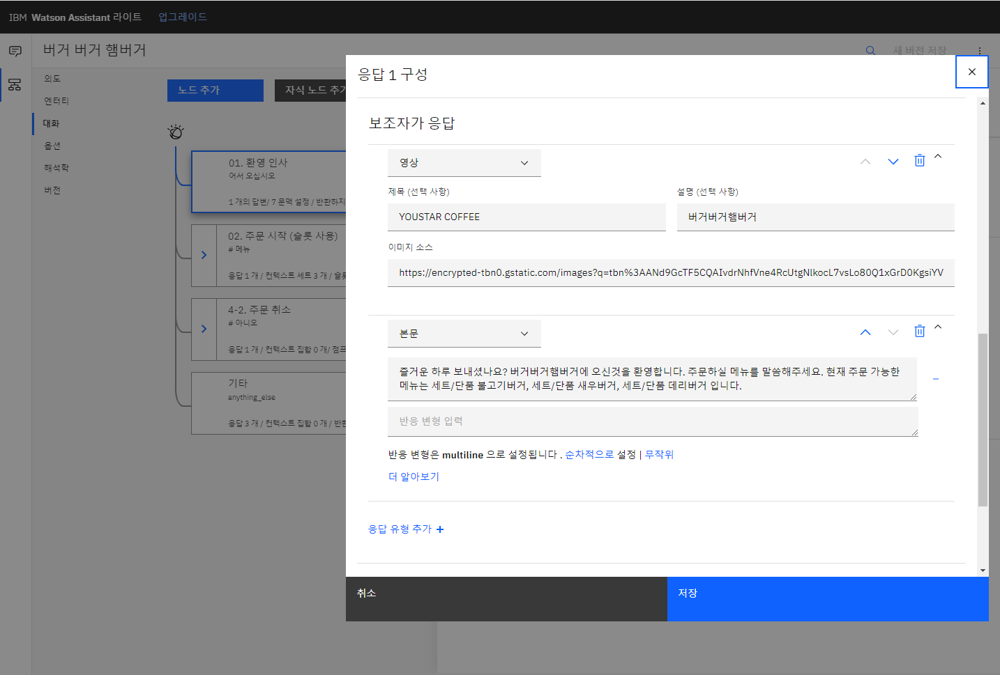 IBM Watson Assistant 라이트 업그레이드
버거 버거 햄버거
새 버전 저장
의도
엔터티
대화
옵션
해석학
버전
노드 추가
자식 노드 추가
01. 환영 인사
어서 오십시오
1 개의 답변/ 7 문맥 설정 / 반환하지
02. 주문 시작 (슬롯 사용)
# 메뉴
응답 1 개 / 컨텍스트 세트 3 개 / 슬롯
4-2. 주문 취소
# 아니오
응답 1 개 / 컨텍스트 집합 0 개 / 점프
기타
anything_else
응답 3 개 / 컨텍스트 집합 0 개 / 반환
응답 1 구성
보조자가 응답
영상
제목 (선택 사항)
설명 (선택 사항)
YOUSTAR COFFEE
버거버거햄버거
이미지 소스
https://encrypted-tbn0.gstatic.com/images?q=tbn%3AANd9GcTF5CQAIvdrNhfVne4RcUtgNlkocL7vsLo80Q1xGrD0KgsiYV
본문
즐거운 하루 보내셨나요? 버거버거햄버거에 오신것을 환영합니다. 주문하실 메뉴를 말씀해주세요. 현재 주문 가능한
메뉴는 세트/단품 불고기버거, 세트/단품 새우버거, 세트/단품 데리버거 입니다.
반응 변형 입력
반응 변형은 multiline 으로 설정됩니다 . 순차적으로 설정 | 무작위
더 알아보기
응답 유형 추가 +
취소
저장